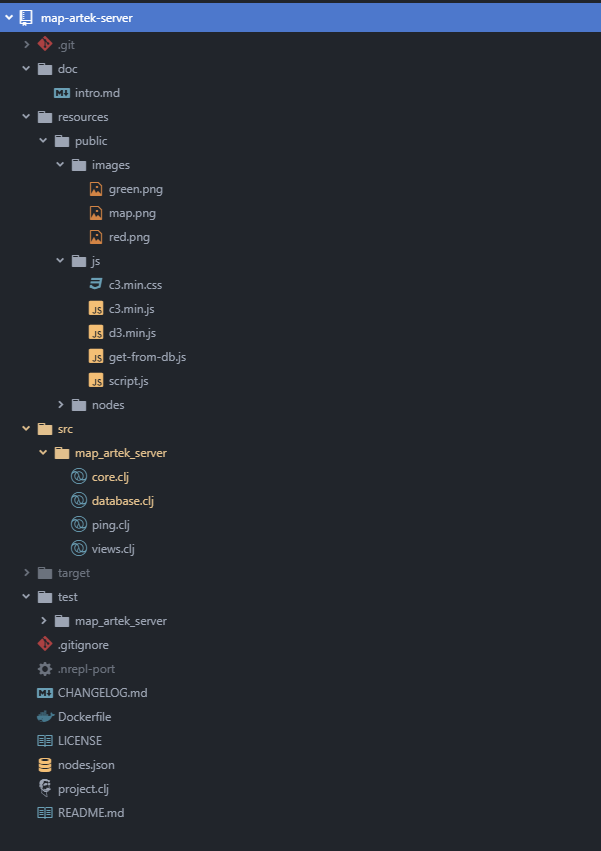 map-artek-server
.git
doc
intro.md
resources
public
images
green.png
map.png
red.png
js
c3.min.css
c3.min.js
d3.min.js
get-from-db.js
script.js
nodes
src
map_artek_server
core.clj
database.clj
ping.clj
views.clj
target
test
map_artek_server
.gitignore
.nrepl-port
CHANGELOG.md
Dockerfile
LICENSE
nodes.json
project.clj
README.md